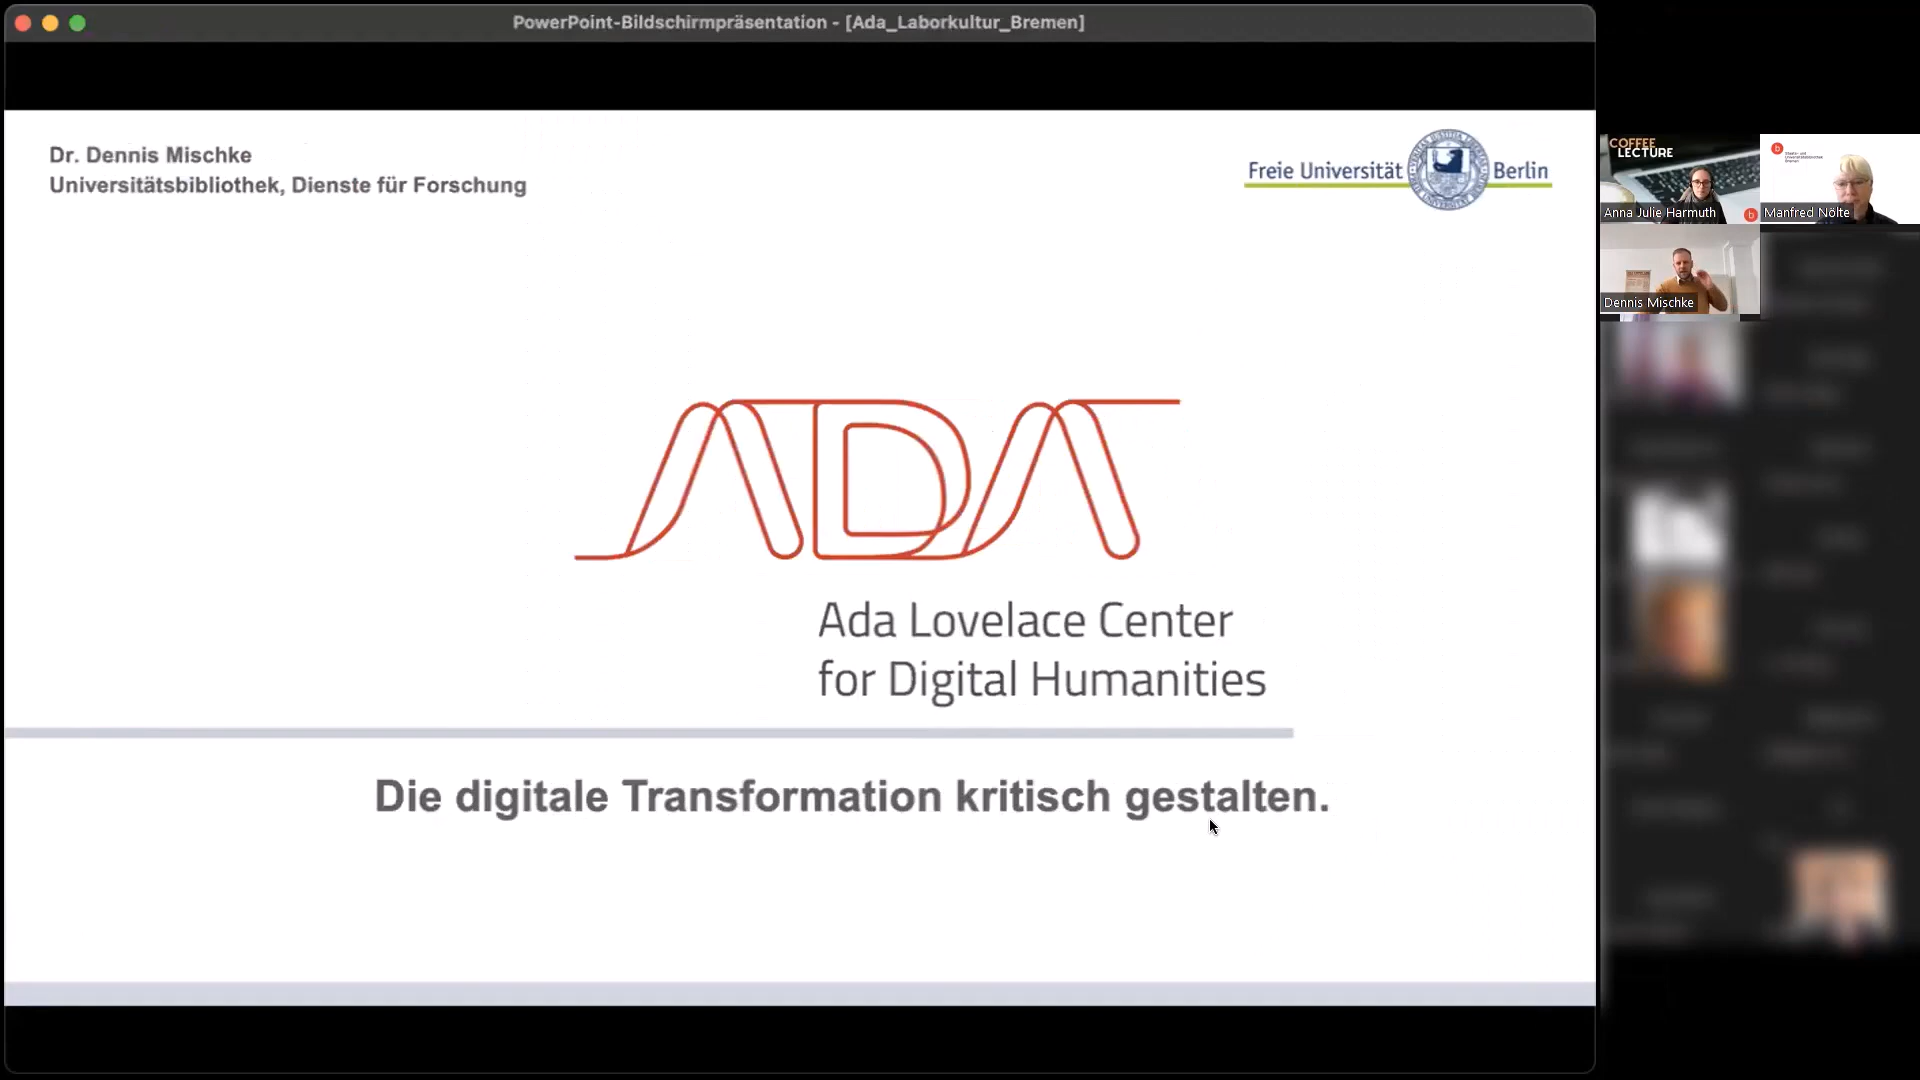 PowerPoint-Bildschirmpräsentation - [Ada_Laborkultur_Bremen]
Dr. Dennis Mischke
Universitätsbibliothek, Dienste für Forschung
Freie Universität Berlin
ADA
Ada Lovelace Center
for Digital Humanities
Die digitale Transformation kritisch gestalten.
COFFEE
LECTURE
Anna Julie Harmuth
Manfred Nölte
Dennis Mischke